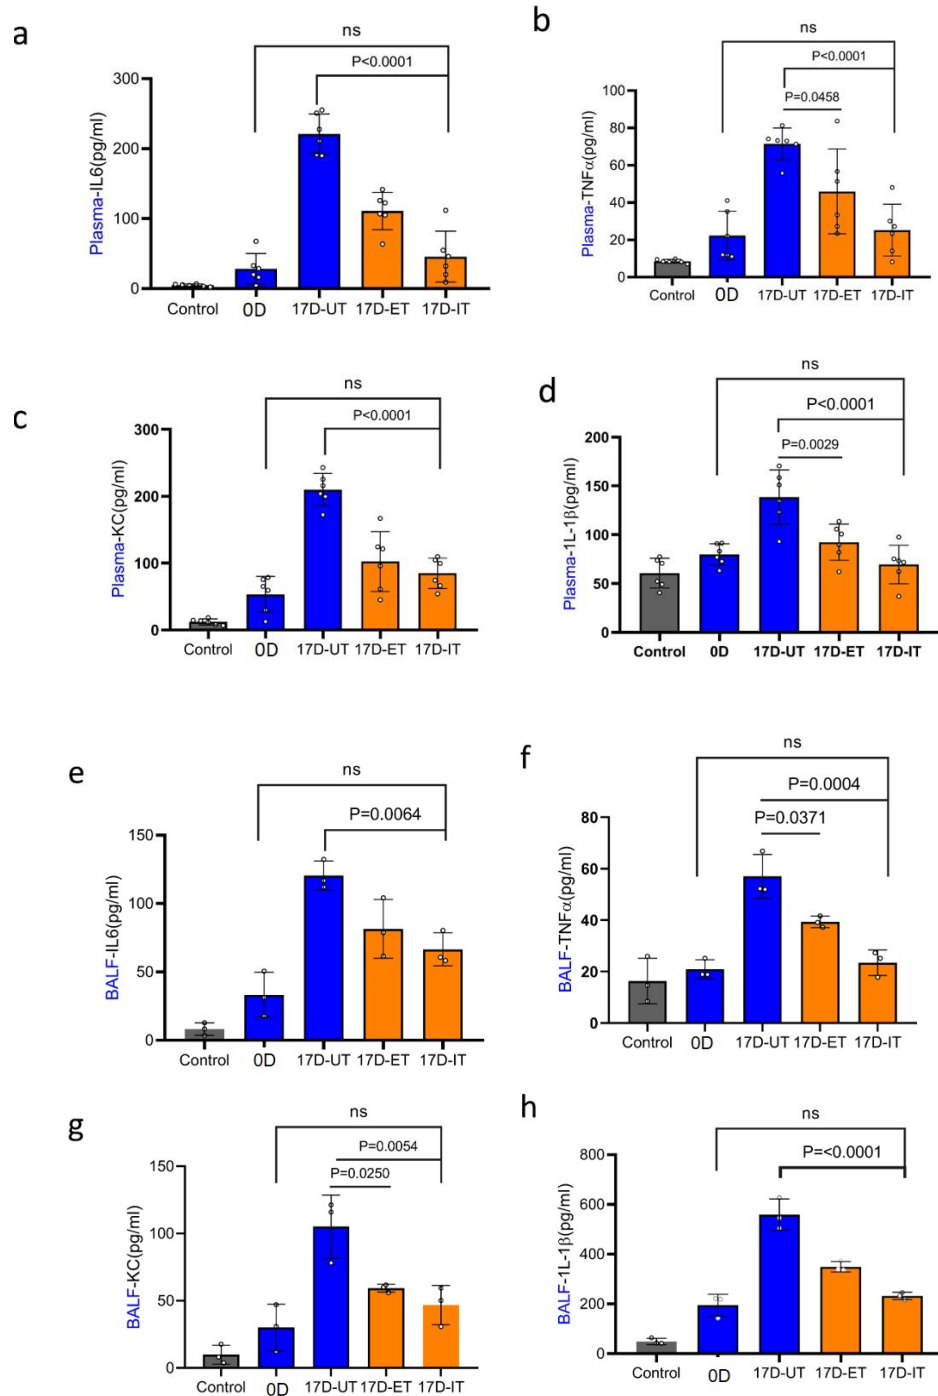 a
ns
P<0.0001
Plasma-IL6(pg/ml)
300
200
100
0
Control 0D 17D-UT 17D-ET 17D-IT
b
ns
P<0.0001
P=0.0458
Plasma-TNFα(pg/ml)
100
80
60
40
20
0
Control 0D 17D-UT 17D-ET 17D-IT
c
ns
P<0.0001
Plasma-KC(pg/ml)
300
200
100
0
Control 0D 17D-UT 17D-ET 17D-IT
d
ns
P<0.0001
P=0.0029
Plasma-1L-1β(pg/ml)
200
150
100
50
0
Control 0D 17D-UT 17D-ET 17D-IT
e
ns
P=0.0064
BALF-IL6(pg/ml)
150
100
50
0
Control 0D 17D-UT 17D-ET 17D-IT
f
ns
P=0.0004
P=0.0371
BALF-TNFα(pg/ml)
80
60
40
20
0
Control 0D 17D-UT 17D-ET 17D-IT
g
ns
P=0.0054
P=0.0250
BALF-KC(pg/ml)
150
100
50
0
Control 0D 17D-UT 17D-ET 17D-IT
h
ns
P=<0.0001
BALF-1L-1β(pg/ml)
800
600
400
200
0
Control 0D 17D-UT 17D-ET 17D-IT